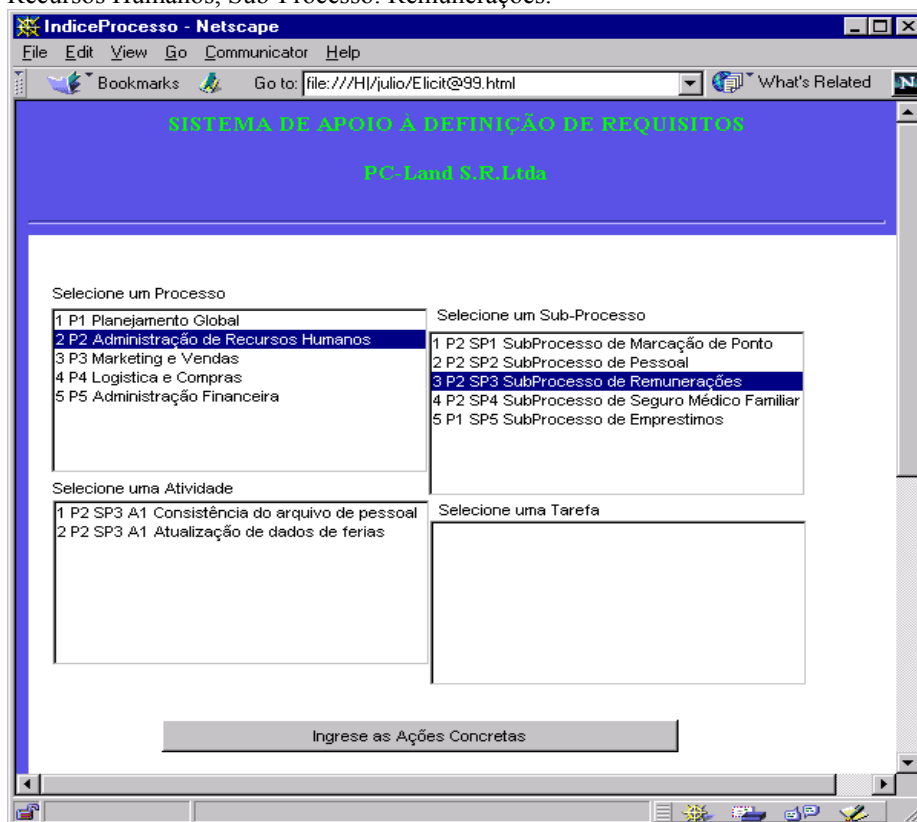 Recursos Humanos, Sub-Processo: Remunerações.
IndiceProcesso - Netscape
File Edit View Go Communicator Help
Bookmarks Go to: file:///H|/julio/Elicit@99.html What's Related N
SISTEMA DE APOIO À DEFINIÇÃO DE REQUISITOS
PC-Land S.R.Ltda
Selecione um Processo
1 P1 Planejamento Global
2 P2 Administração de Recursos Humanos
3 P3 Marketing e Vendas
4 P4 Logistica e Compras
5 P5 Administração Financeira
Selecione um Sub-Processo
1 P2 SP1 SubProcesso de Marcação de Ponto
2 P2 SP2 SubProcesso de Pessoal
3 P2 SP3 SubProcesso de Remunerações
4 P2 SP4 SubProcesso de Seguro Médico Familiar
5 P1 SP5 SubProcesso de Emprestimos
Selecione uma Atividade
1 P2 SP3 A1 Consistência do arquivo de pessoal
2 P2 SP3 A1 Atualização de dados de ferias
Selecione uma Tarefa
Ingrese as Ações Concretas